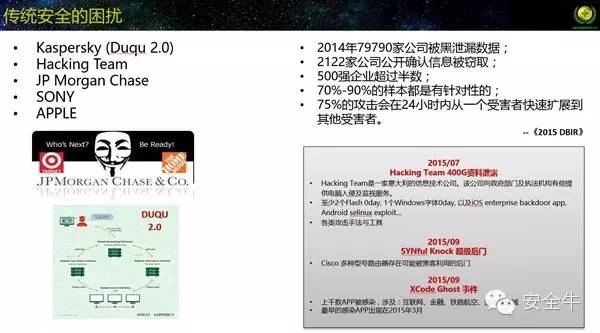 传统安全的困扰
• Kaspersky (Duqu 2.0)
• Hacking Team
• JP Morgan Chase
• SONY
• APPLE
Who's Next?
Be Ready!
TARGET
THE HOME DEPOT
JPMORGAN CHASE & CO.
DUQU
2.0
• 2014年79790家公司被黑泄漏数据；
• 2122家公司公开确认信息被窃取；
• 500强企业超过半数；
• 70%-90%的样本都是有针对性的；
• 75%的攻击会在24小时内从一个受害者快速扩展到
其他受害者。
--《2015 DBIR》
2015/07
Hacking Team 400G资料泄漏
• Hacking Team是一家意大利的信息技术公司。该公司向政府部门及执法机构有偿提
供电脑入侵及监视服务。
• 至少2个Flash 0day, 1个Windows字体0day, 以及iOS enterprise backdoor app,
Android selinux exploit...
• 各类攻击手法与工具
2015/09
SYNful Knock 超级后门
• Cisco 多种型号路由器存在可能被黑客利用的后门
2015/09
XCode Ghost 事件
• 上千款APP被感染，涉及：互联网、金融、铁路航空、
• 最早的感染APP出现在2015年3月
安全牛